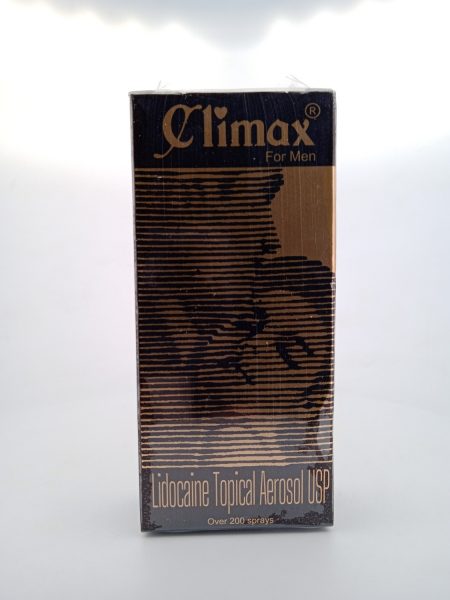 Climax®
For Men
Lidocaine Topical Aerosol USP
Over 200 sprays